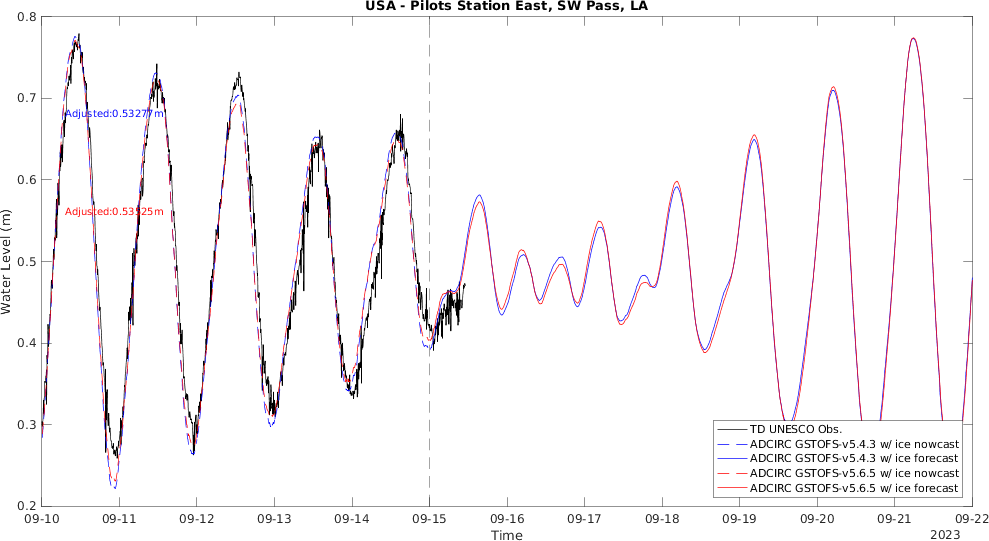 USA - Pilots Station East, SW Pass, LA
0.8
0.7
0.6
0.5
0.4
0.3
0.2
Water Level (m)
Adjusted:0.53277m
Adjusted:0.53525m
TD UNESCO Obs.
ADCIRC GSTOFS-v5.4.3 w/ ice nowcast
ADCIRC GSTOFS-v5.4.3 w/ ice forecast
ADCIRC GSTOFS-v5.6.5 w/ ice nowcast
ADCIRC GSTOFS-v5.6.5 w/ ice forecast
09-10 09-11 09-12 09-13 09-14 09-15 09-16 09-17 09-18 09-19 09-20 09-21 09-22
Time
2023